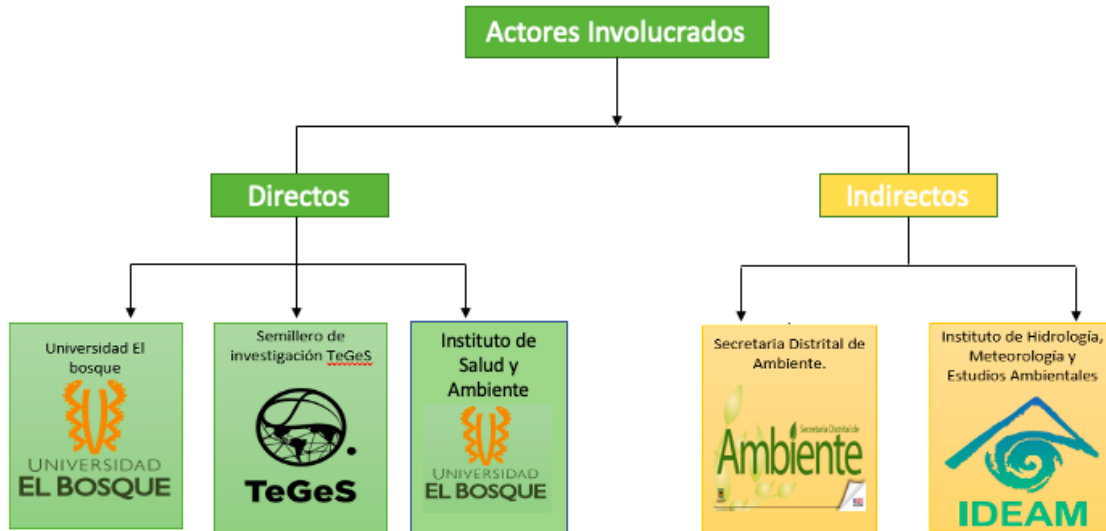 Actores Involucrados
Directos
Indirectos
Universidad El
bosque
UNIVERSIDAD
EL BOSQUE
Semillero de
investigación TeGeS
TeGeS
Instituto de
Salud y
Ambiente
UNIVERSIDAD
EL BOSQUE
Secretaria Distrital de
Ambiente.
Secretaría Distrital de
Ambiente
Instituto de Hidrología,
Meteorología y
Estudios Ambientales
IDEAM